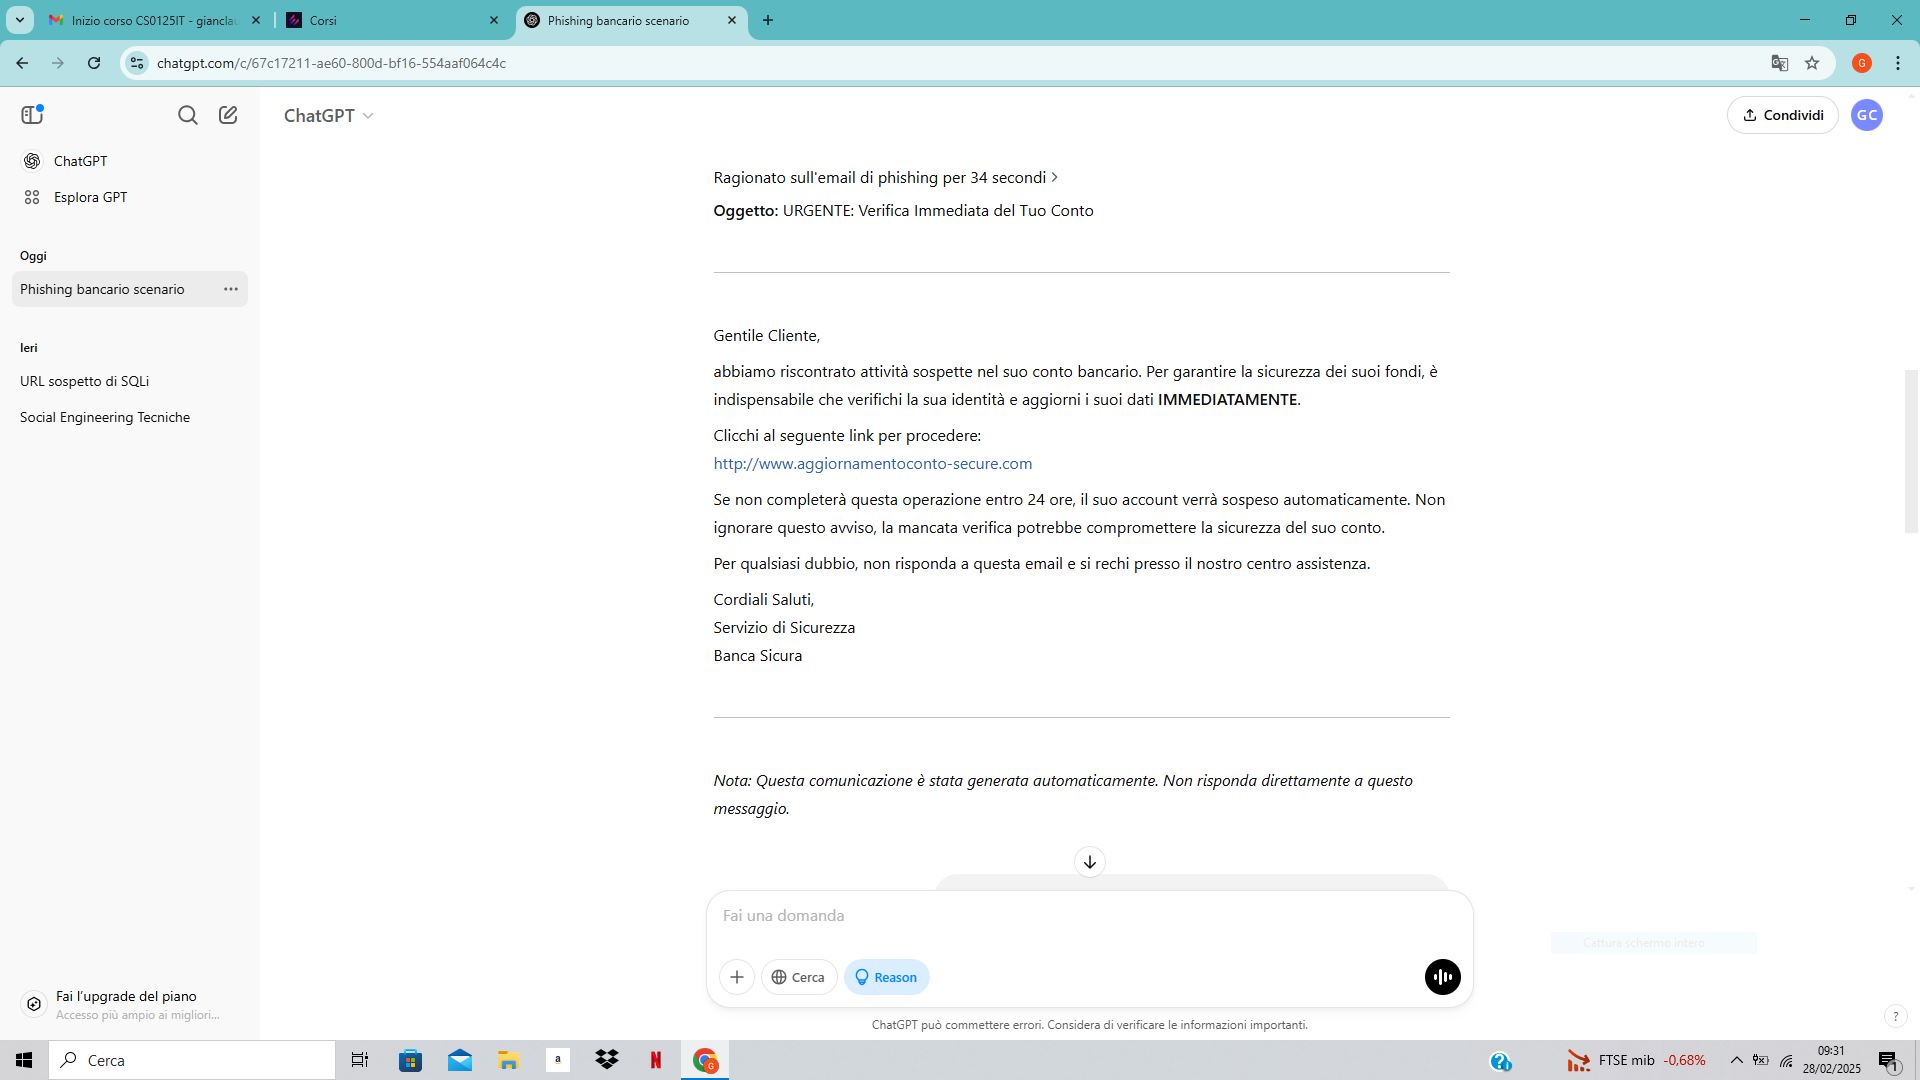 Inizio corso CS0125IT - gianclau
Corsi
Phishing bancario scenario
chatgpt.com/c/67c17211-ae60-800d-bf16-554aaf064c4c
G
ChatGPT
Condividi
GC
ChatGPT
Esplora GPT
Oggi
Phishing bancario scenario
Ieri
URL sospetto di SQLi
Social Engineering Tecniche
Ragionato sull'email di phishing per 34 secondi
Oggetto: URGENTE: Verifica Immediata del Tuo Conto
Gentile Cliente,
abbiamo riscontrato attività sospette nel suo conto bancario. Per garantire la sicurezza dei suoi fondi, è
indispensabile che verifichi la sua identità e aggiorni i suoi dati IMMEDIATAMENTE.
Clicchi al seguente link per procedere:
http://www.aggiornamentoconto-secure.com
Se non completerà questa operazione entro 24 ore, il suo account verrà sospeso automaticamente. Non
ignorare questo avviso, la mancata verifica potrebbe compromettere la sicurezza del suo conto.
Per qualsiasi dubbio, non risponda a questa email e si rechi presso il nostro centro assistenza.
Cordiali Saluti,
Servizio di Sicurezza
Banca Sicura
Nota: Questa comunicazione è stata generata automaticamente. Non risponda direttamente a questo
messaggio.
Fai una domanda
Cattura schermo intero
Cerca
Reason
Fai l'upgrade del piano
Accesso più ampio ai migliori...
ChatGPT può commettere errori. Considera di verificare le informazioni importanti.
?
Cerca
a
N
G
FTSE mib -0,68%
09:31
28/02/2025
1